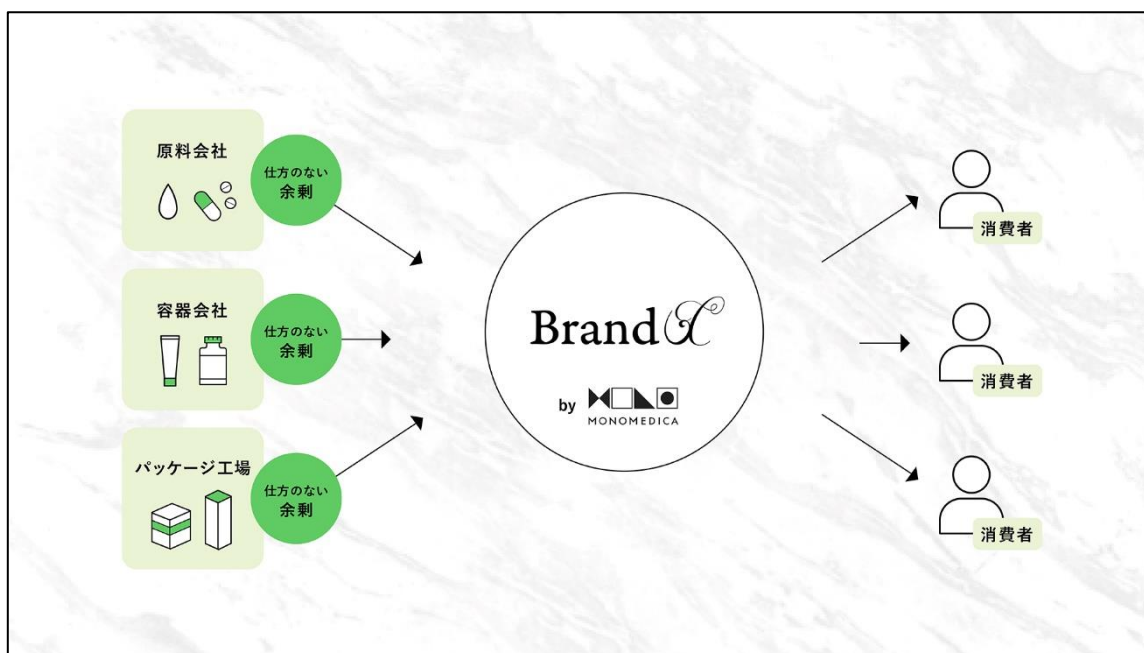 原料会社
仕方のない
余剰
容器会社
仕方のない
余剰
パッケージ工場
仕方のない
余剰
Brand X
by MONO
MONOMEDICA
消費者
消費者
消費者